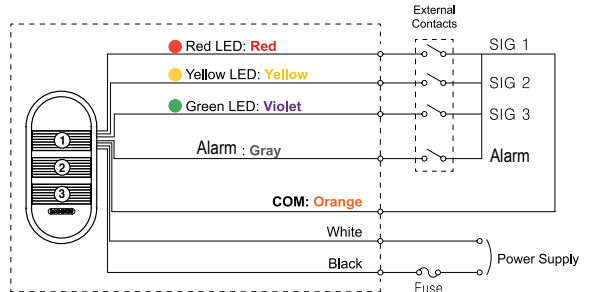 External
Contacts
Red LED: Red
SIG 1
Yellow LED: Yellow
SIG 2
Green LED: Violet
SIG 3
Alarm : Gray
Alarm
COM: Orange
White
Black
Power Supply
Fuse
1
2
3